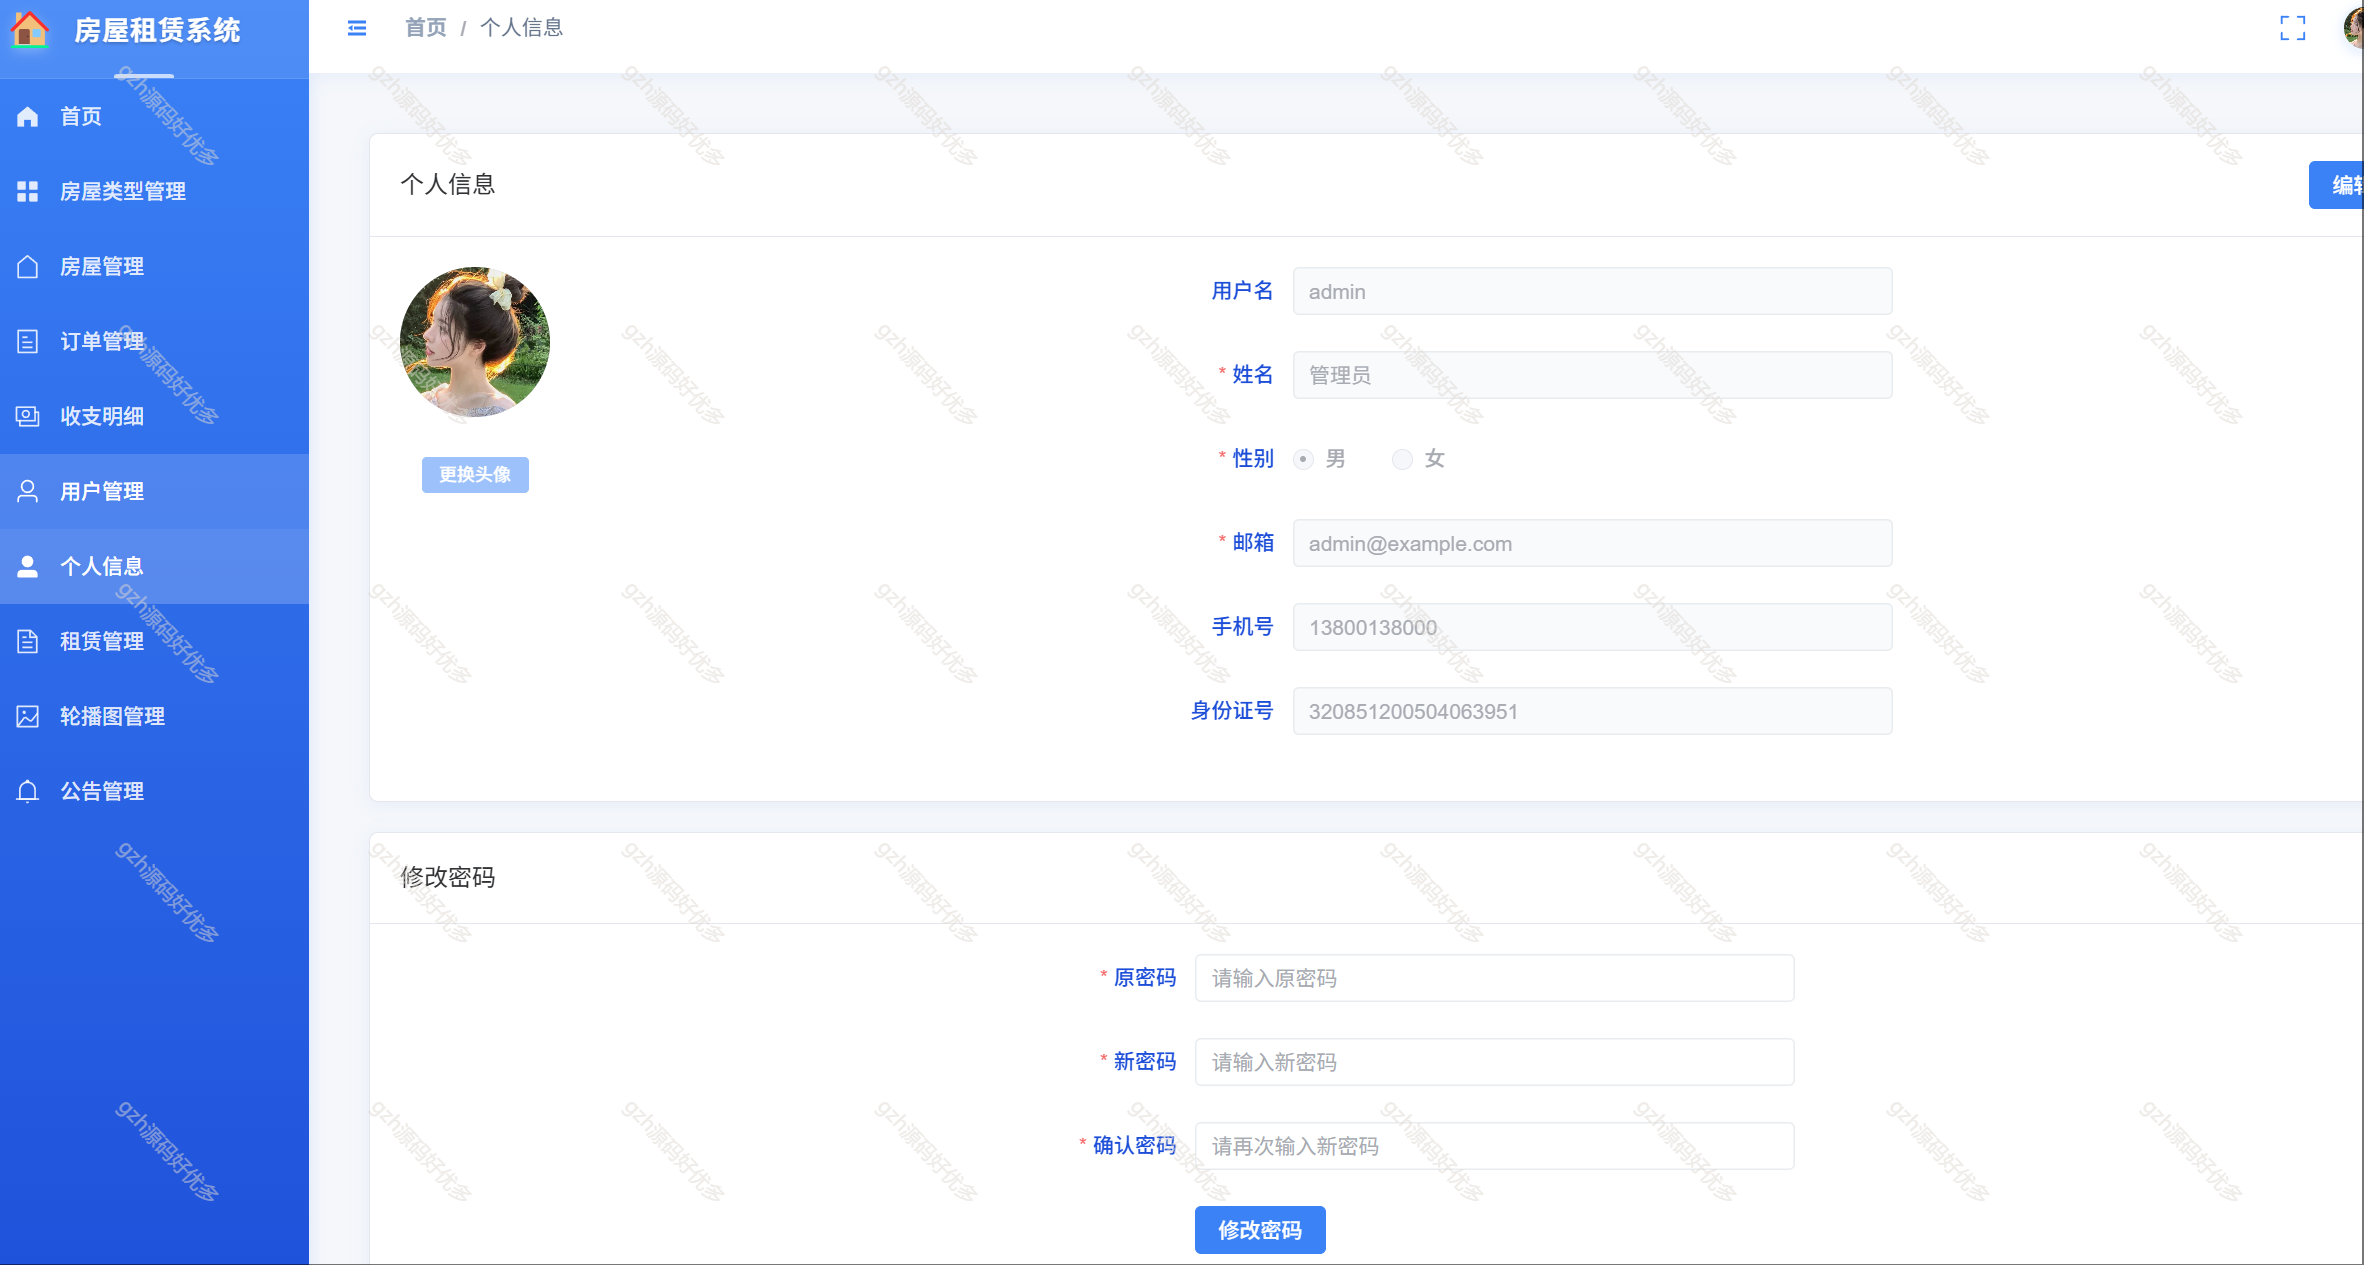 房屋租赁系统
首页 / 个人信息
首页
房屋类型管理
房屋管理
订单管理
收支明细
用户管理
个人信息
租赁管理
轮播图管理
公告管理
个人信息
编辑
更换头像
用户名 admin
* 姓名 管理员
* 性别 男 女
* 邮箱 admin@example.com
手机号 13800138000
身份证号 320851200504063951
修改密码
* 原密码 请输入原密码
* 新密码 请输入新密码
* 确认密码 请再次输入新密码
修改密码
gzh源码好优多